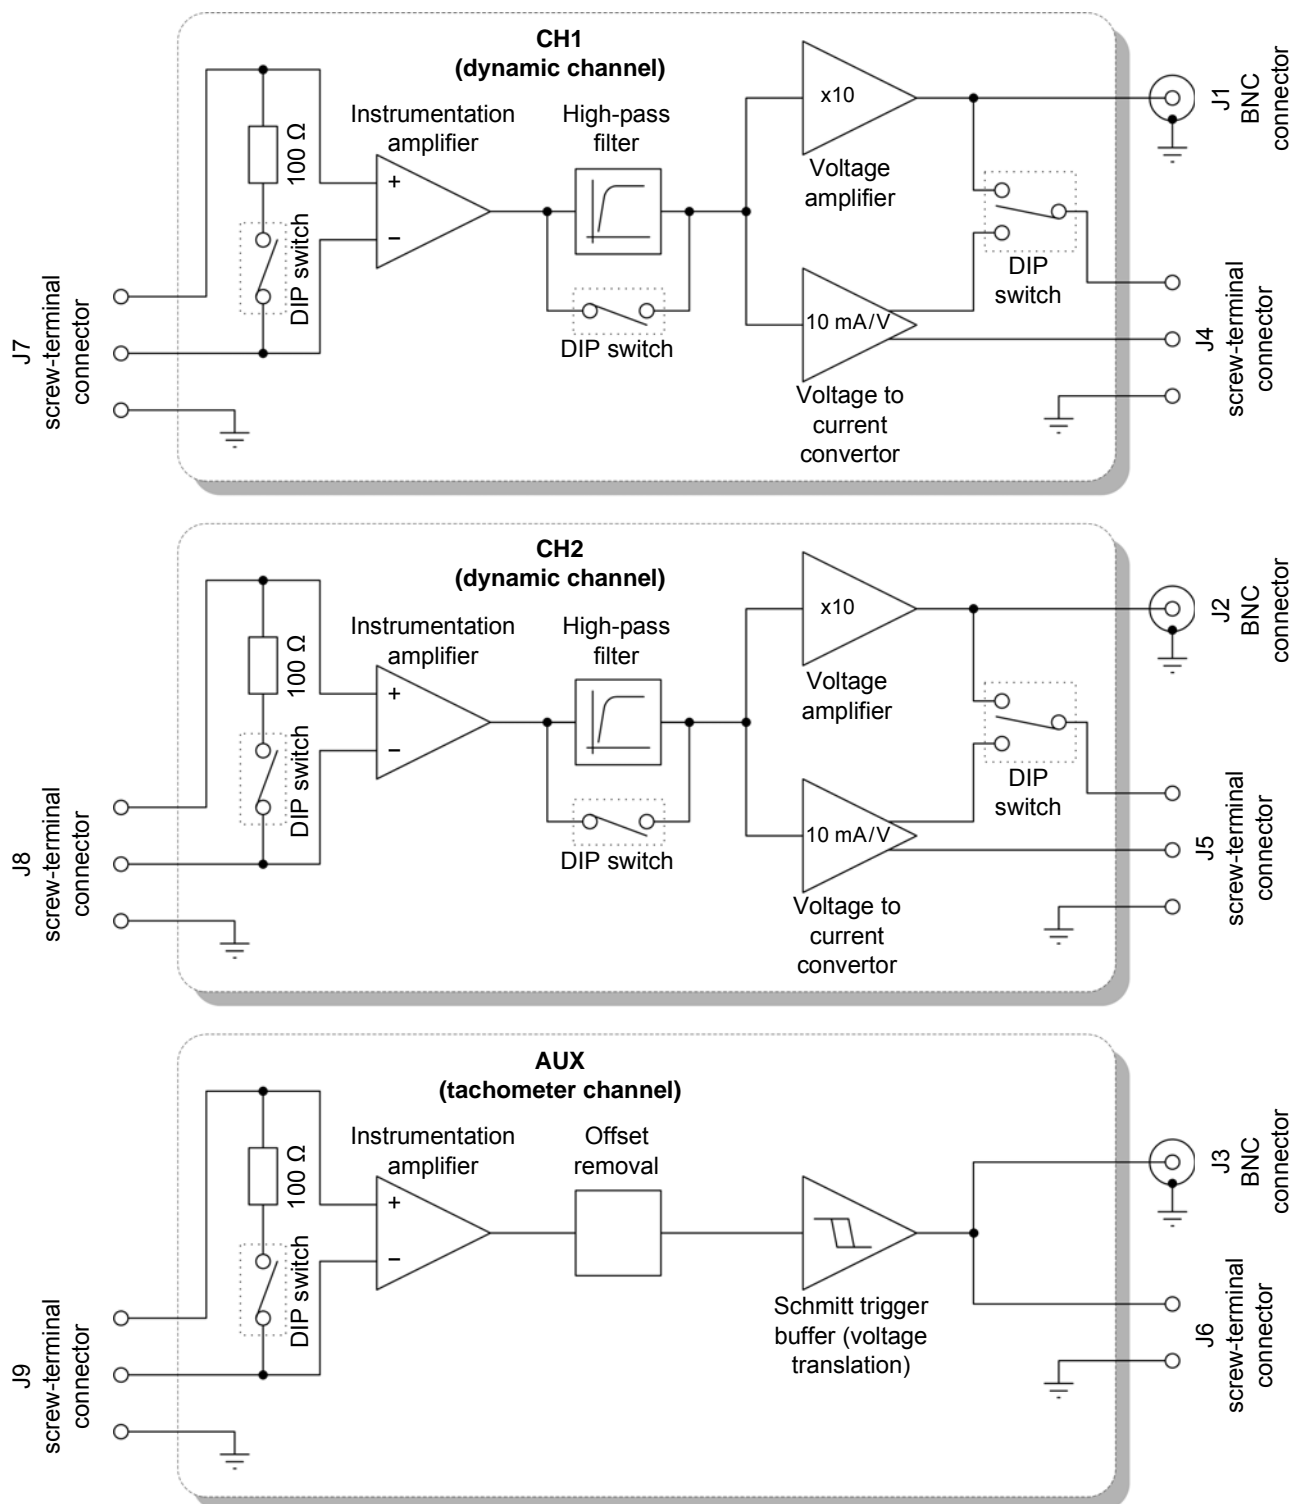 CH1
(dynamic channel)
Instrumentation
amplifier
High-pass
filter
x10
Voltage
amplifier
J1
BNC
connector
100 Ω
DIP switch
+
−
DIP switch
10 mA/V
Voltage to
current
convertor
DIP
switch
J7
screw-terminal
connector
J4
screw-terminal
connector
CH2
(dynamic channel)
Instrumentation
amplifier
High-pass
filter
x10
Voltage
amplifier
J2
BNC
connector
100 Ω
DIP switch
+
−
DIP switch
10 mA/V
Voltage to
current
convertor
DIP
switch
J8
screw-terminal
connector
J5
screw-terminal
connector
AUX
(tachometer channel)
Instrumentation
amplifier
Offset
removal
J3
BNC
connector
100 Ω
DIP switch
+
−
Schmitt trigger
buffer (voltage
translation)
J9
screw-terminal
connector
J6
screw-terminal
connector